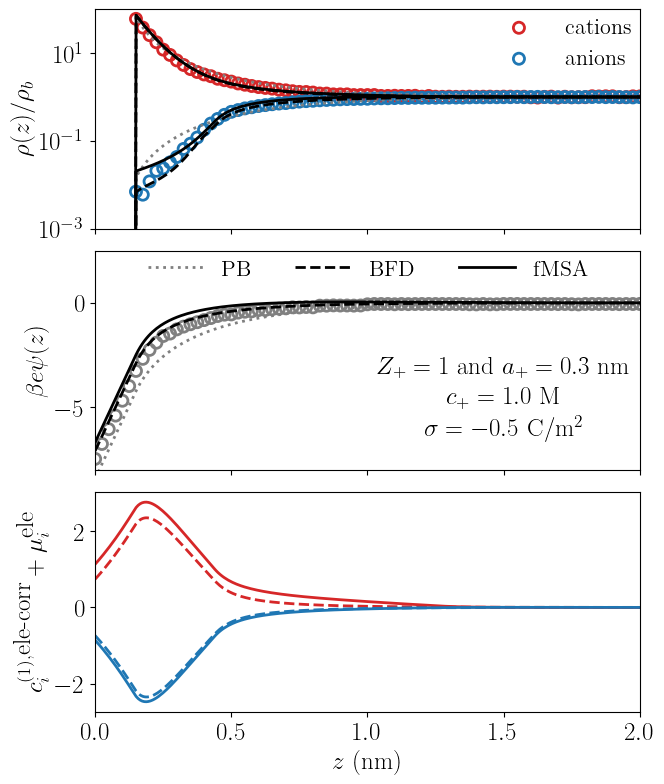 cations
anions
ρ(z)/ρ_b
10^1
10^−1
10^−3
PB BFD fMSA
βeψ(z)
0
−5
Z_+ = 1 and a_+ = 0.3 nm
c_+ = 1.0 M
σ = −0.5 C/m^2
c_i^{(1),ele-corr} + μ_i^{ele}
2
0
−2
0.0 0.5 1.0 1.5 2.0
z (nm)